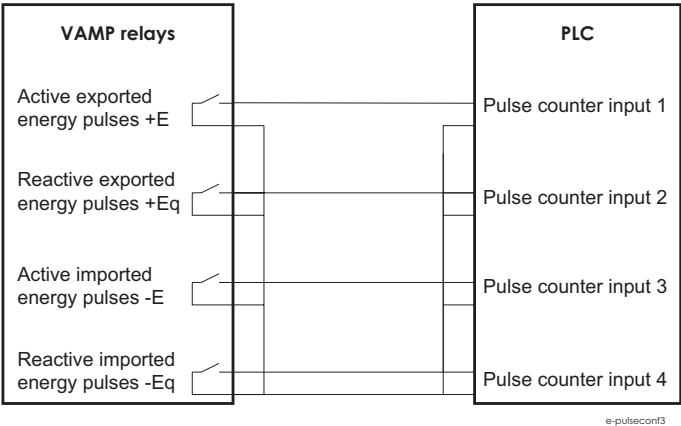 VAMP relays
PLC
Active exported
energy pulses +E
Pulse counter input 1
Reactive exported
energy pulses +Eq
Pulse counter input 2
Active imported
energy pulses -E
Pulse counter input 3
Reactive imported
energy pulses -Eq
Pulse counter input 4
e-pulseconf3